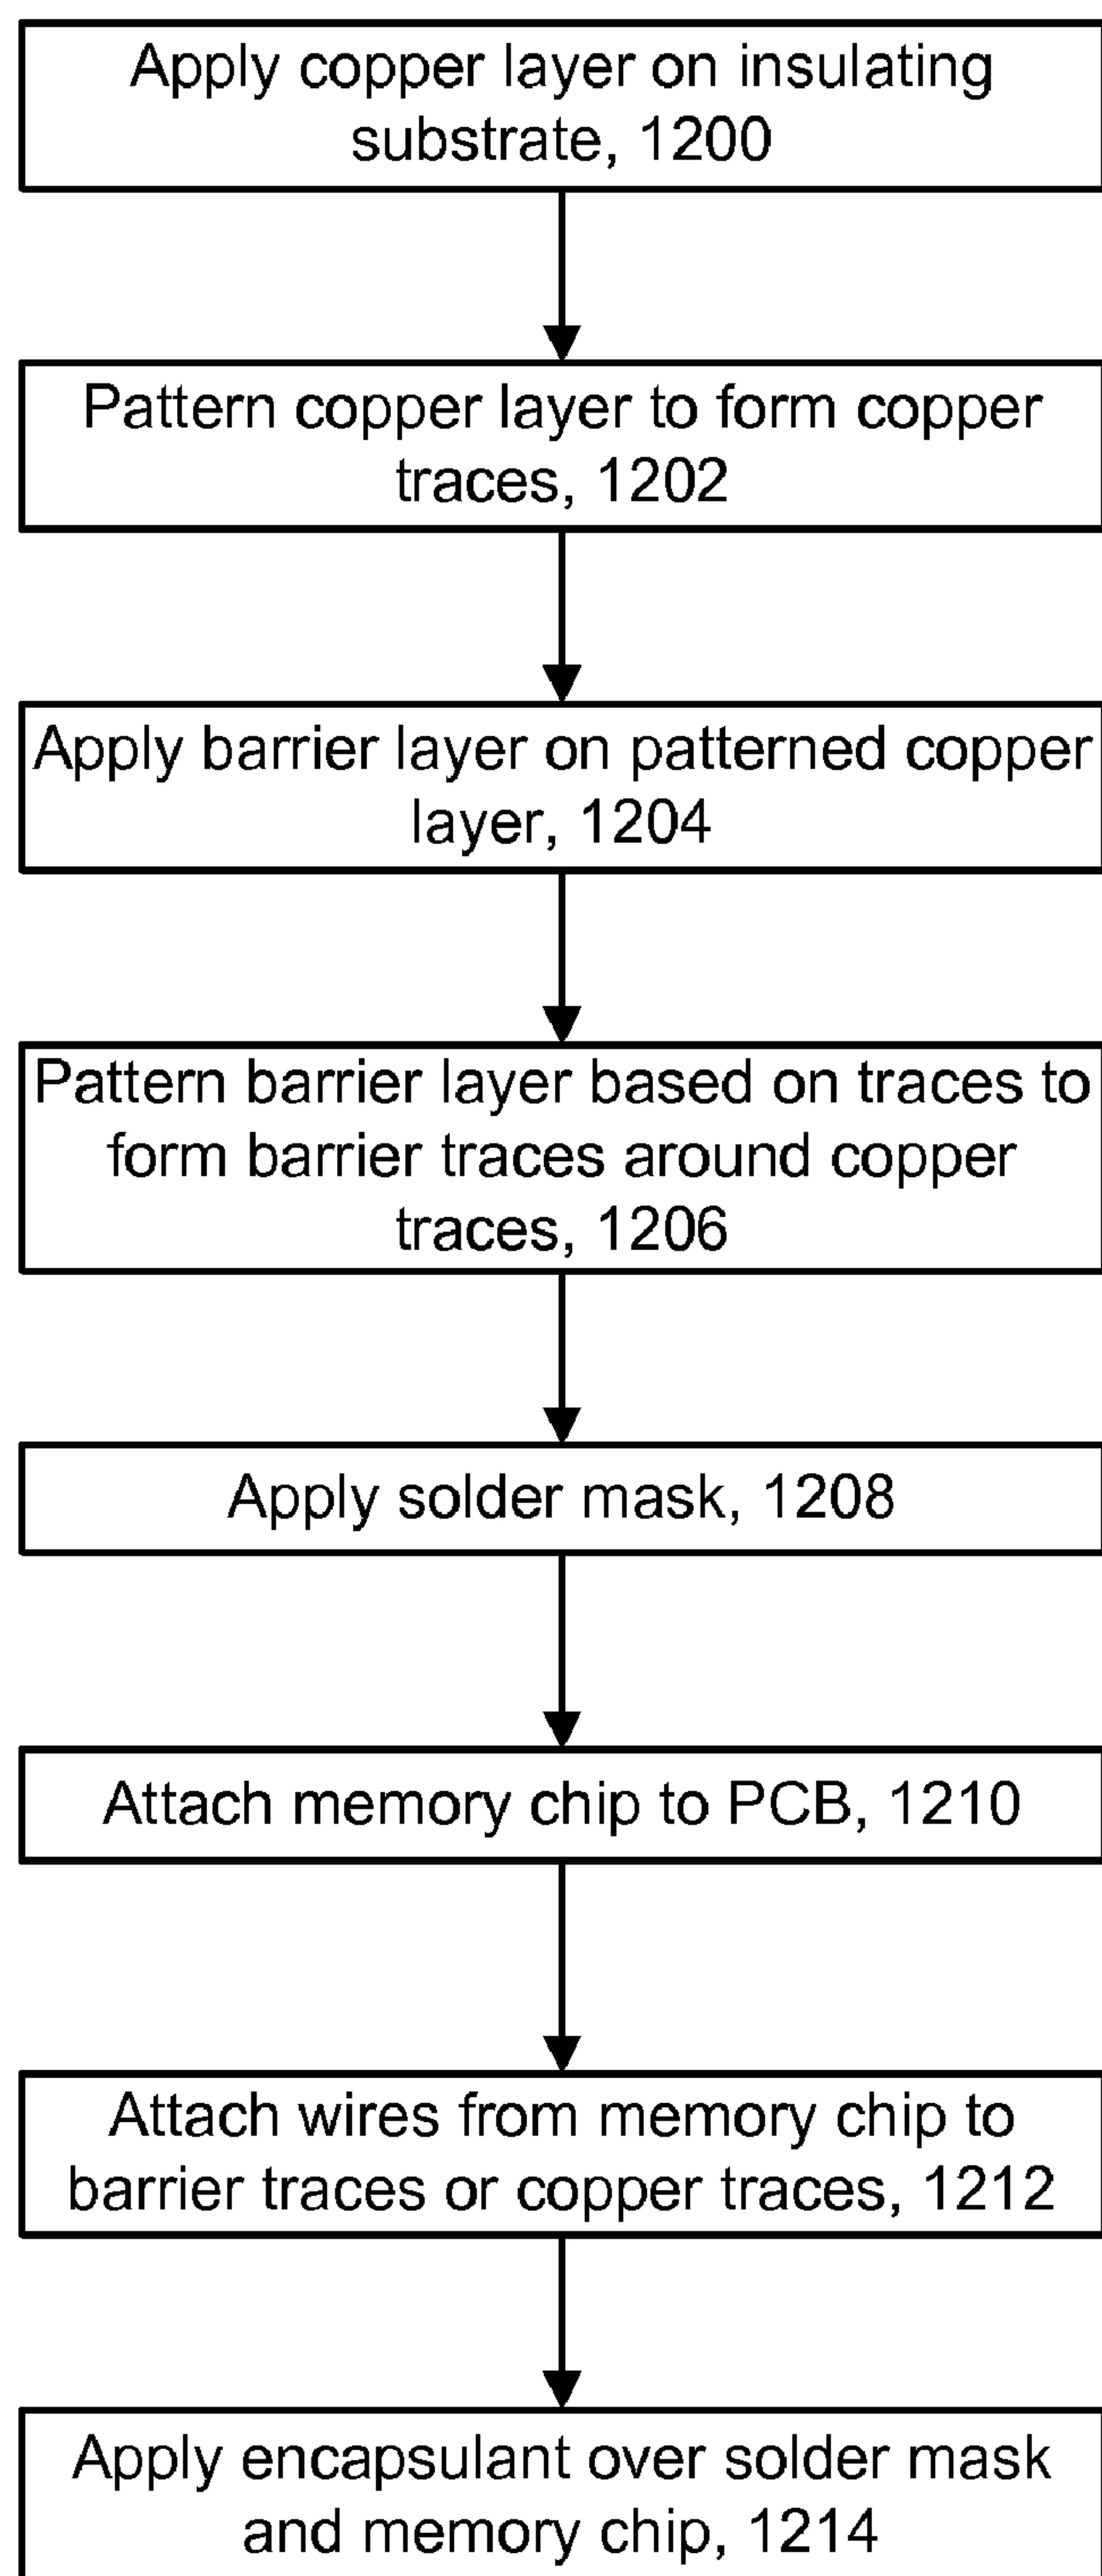 Apply copper layer on insulating
substrate, 1200
Pattern copper layer to form copper
traces, 1202
Apply barrier layer on patterned copper
layer, 1204
Pattern barrier layer based on traces to
form barrier traces around copper
traces, 1206
Apply solder mask, 1208
Attach memory chip to PCB, 1210
Attach wires from memory chip to
barrier traces or copper traces, 1212
Apply encapsulant over solder mask
and memory chip, 1214